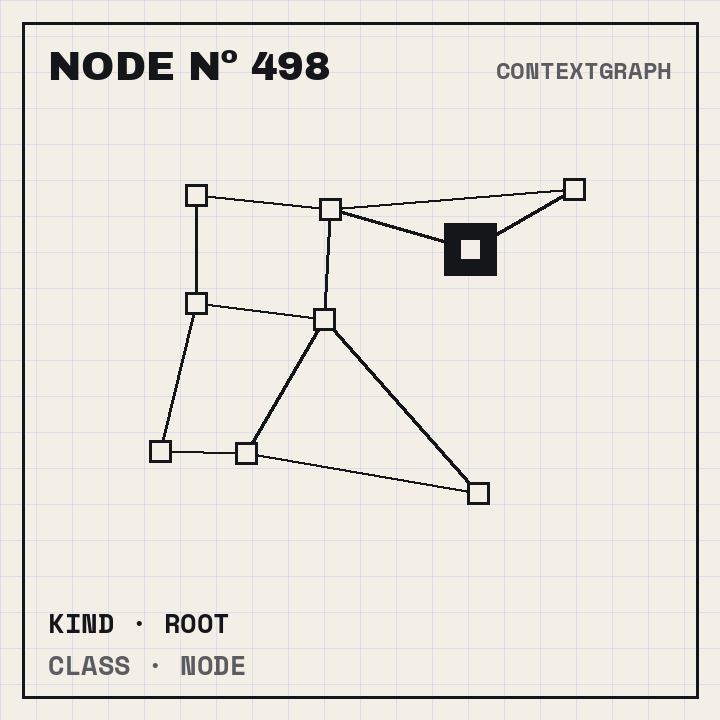 NODE Nº 498
CONTEXTGRAPH
KIND · ROOT
CLASS · NODE